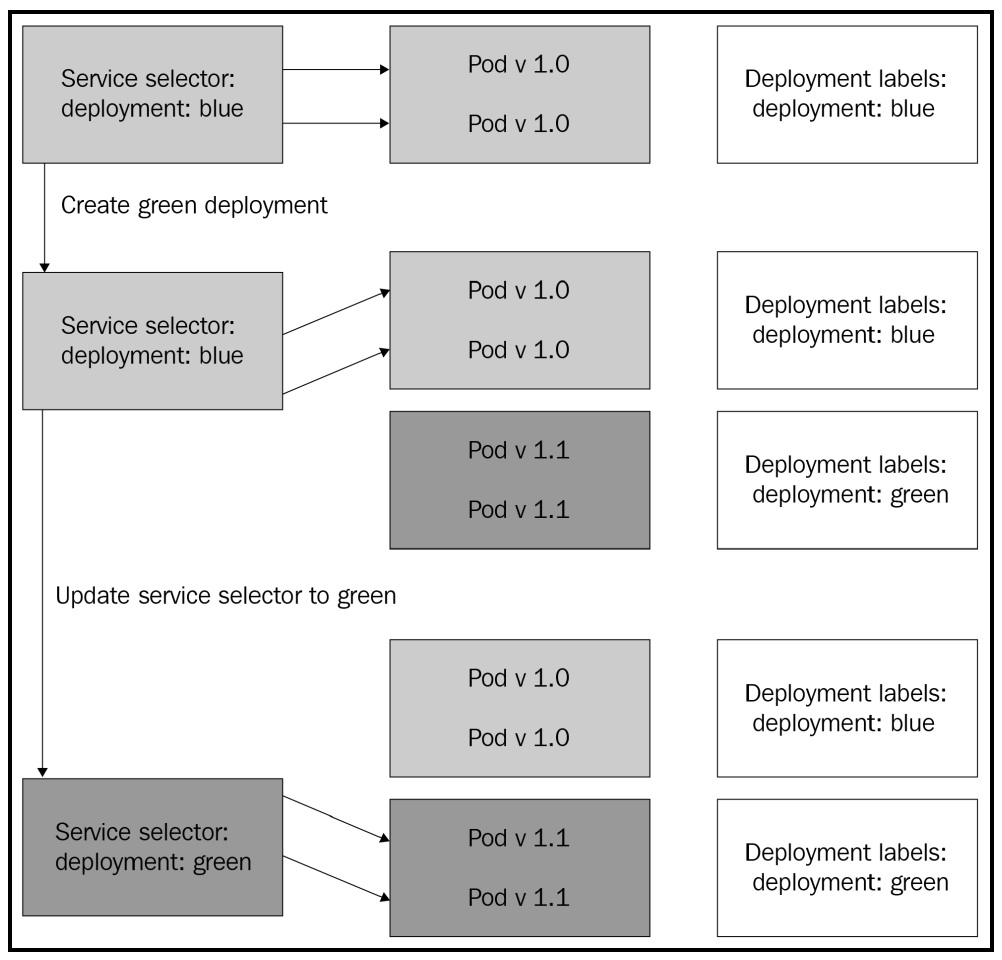 Service selector:
deployment: blue
Pod v 1.0
Pod v 1.0
Deployment labels:
deployment: blue
Create green deployment
Service selector:
deployment: blue
Pod v 1.0
Pod v 1.0
Deployment labels:
deployment: blue
Pod v 1.1
Pod v 1.1
Deployment labels:
deployment: green
Update service selector to green
Pod v 1.0
Pod v 1.0
Deployment labels:
deployment: blue
Service selector:
deployment: green
Pod v 1.1
Pod v 1.1
Deployment labels:
deployment: green